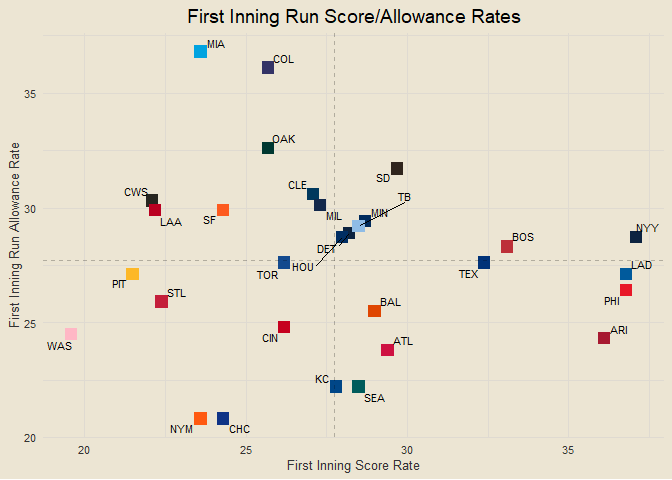 First Inning Run Score/Allowance Rates
MIA
COL
35
OAK
SD
CLE
CWS
TB
30
MIL
MIN
LAA
SF
NYY
BOS
DET
HOU
LAD
TOR
TEX
PIT
STL
PHI
BAL
25
ARI
CIN
WAS
ATL
KC
SEA
NYM
CHC
20
20
25
30
35
First Inning Score Rate
First Inning Run Allowance Rate